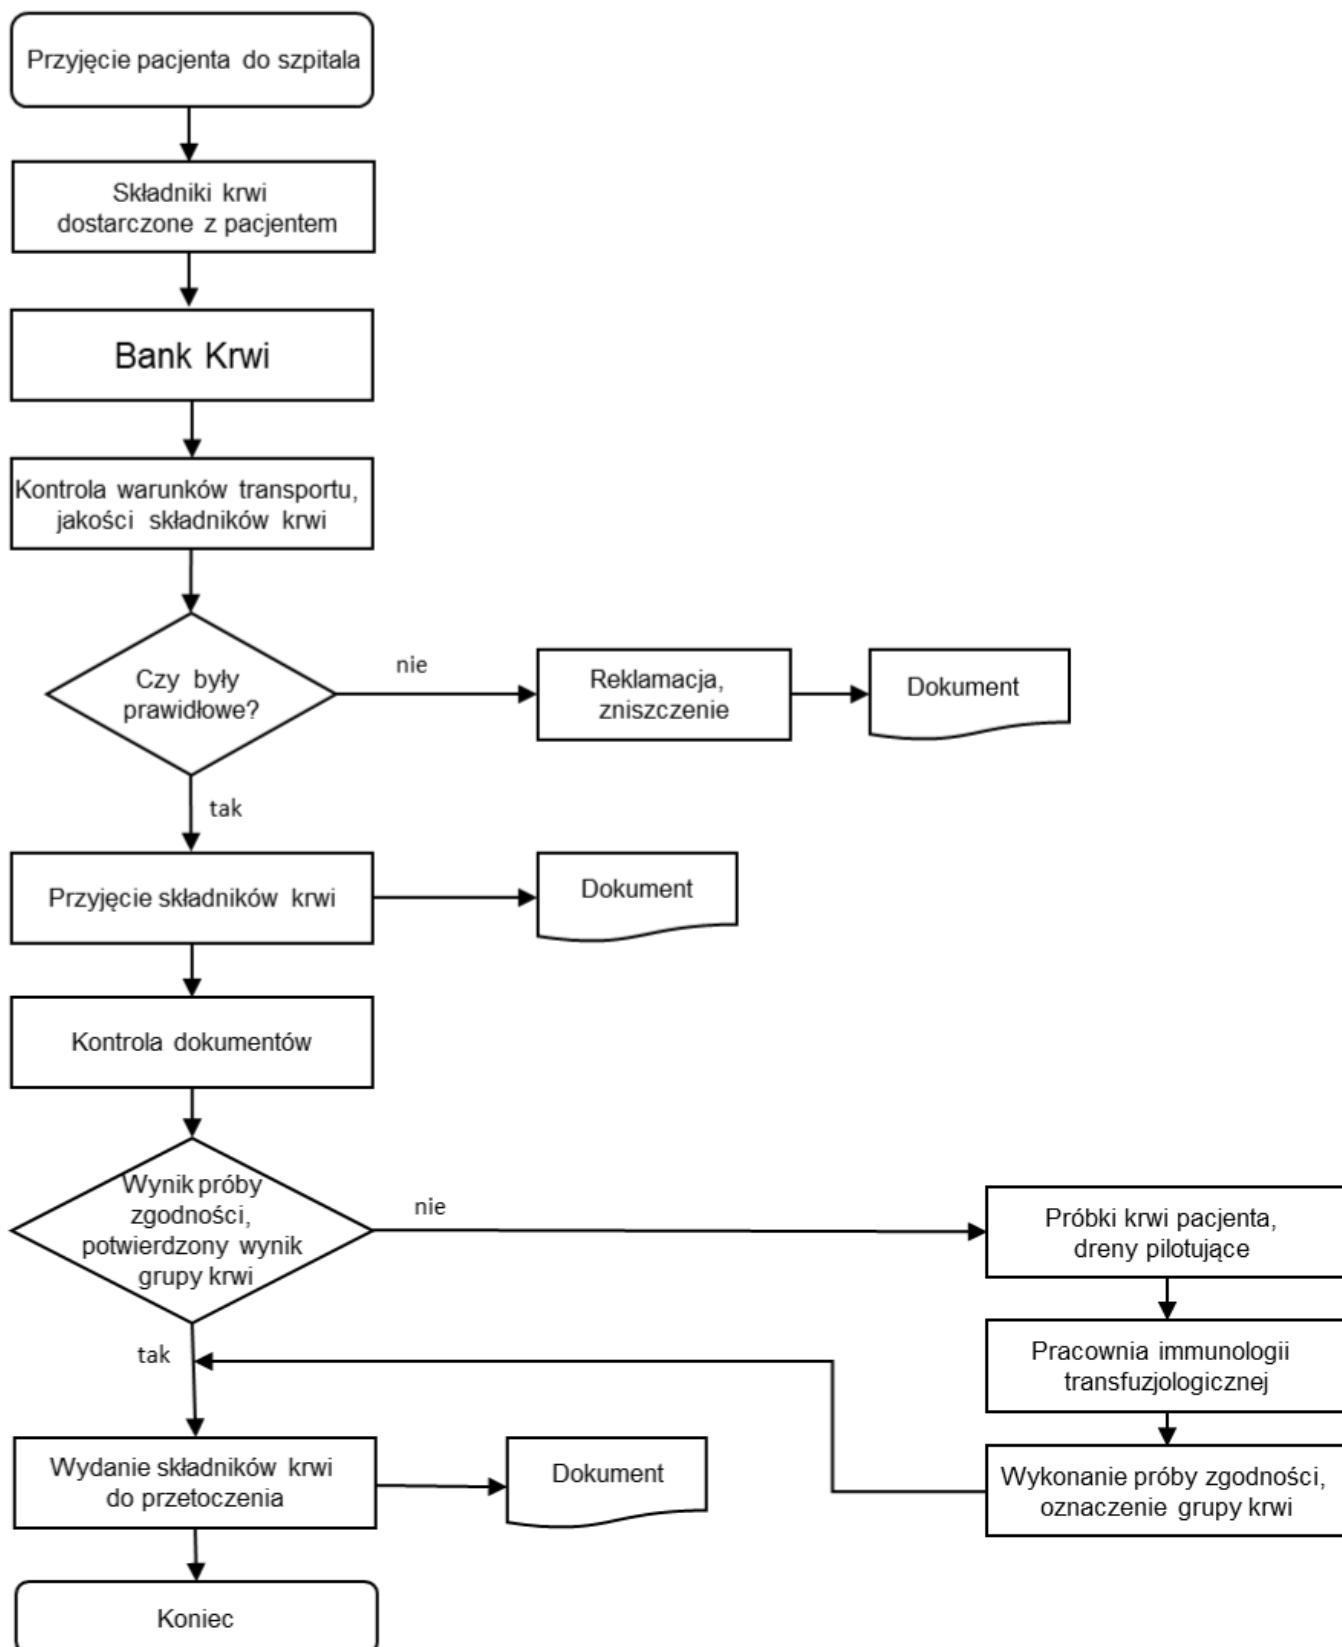 Przyjęcie pacjenta do szpitala
Składniki krwi
dostarczone z pacjentem
Bank Krwi
Kontrola warunków transportu,
jakości składników krwi
Czy były
prawidłowe?
nie
Reklamacja,
zniszczenie
Dokument
tak
Przyjęcie składników krwi
Dokument
Kontrola dokumentów
Wynik próby
zgodności,
potwierdzony wynik
grupy krwi
nie
Próbki krwi pacjenta,
dreny pilotujące
Pracownia immunologii
transfuzjologicznej
Wykonanie próby zgodności,
oznaczenie grupy krwi
tak
Wydanie składników krwi
do przetoczenia
Dokument
Koniec